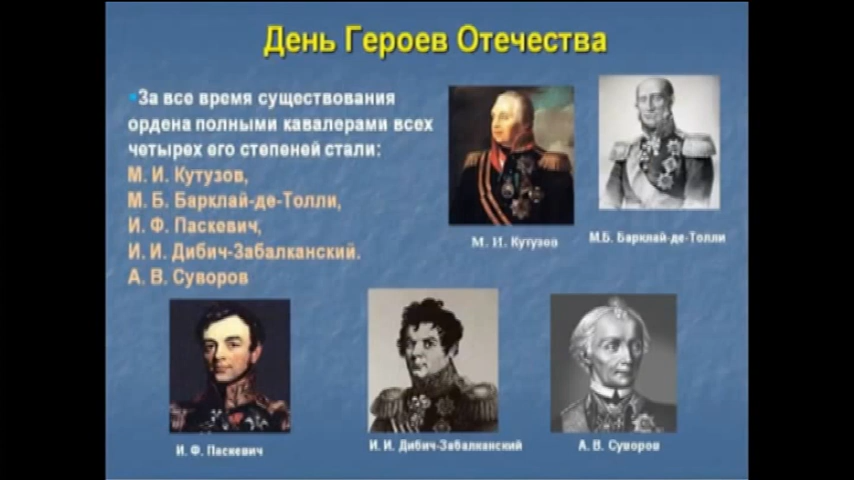 День Героев Отечества
За все время существования
ордена полными кавалерами всех
четырех его степеней стали:
М. И. Кутузов,
М. Б. Барклай-де-Толли,
И. Ф. Паскевич,
И. И. Дибич-Забалканский.
А. В. Суворов
М. И. Кутузов
М.Б. Барклай-де-Толли
И. Ф. Паскевич
И. И. Дибич-Забалканский
А. В. Суворов